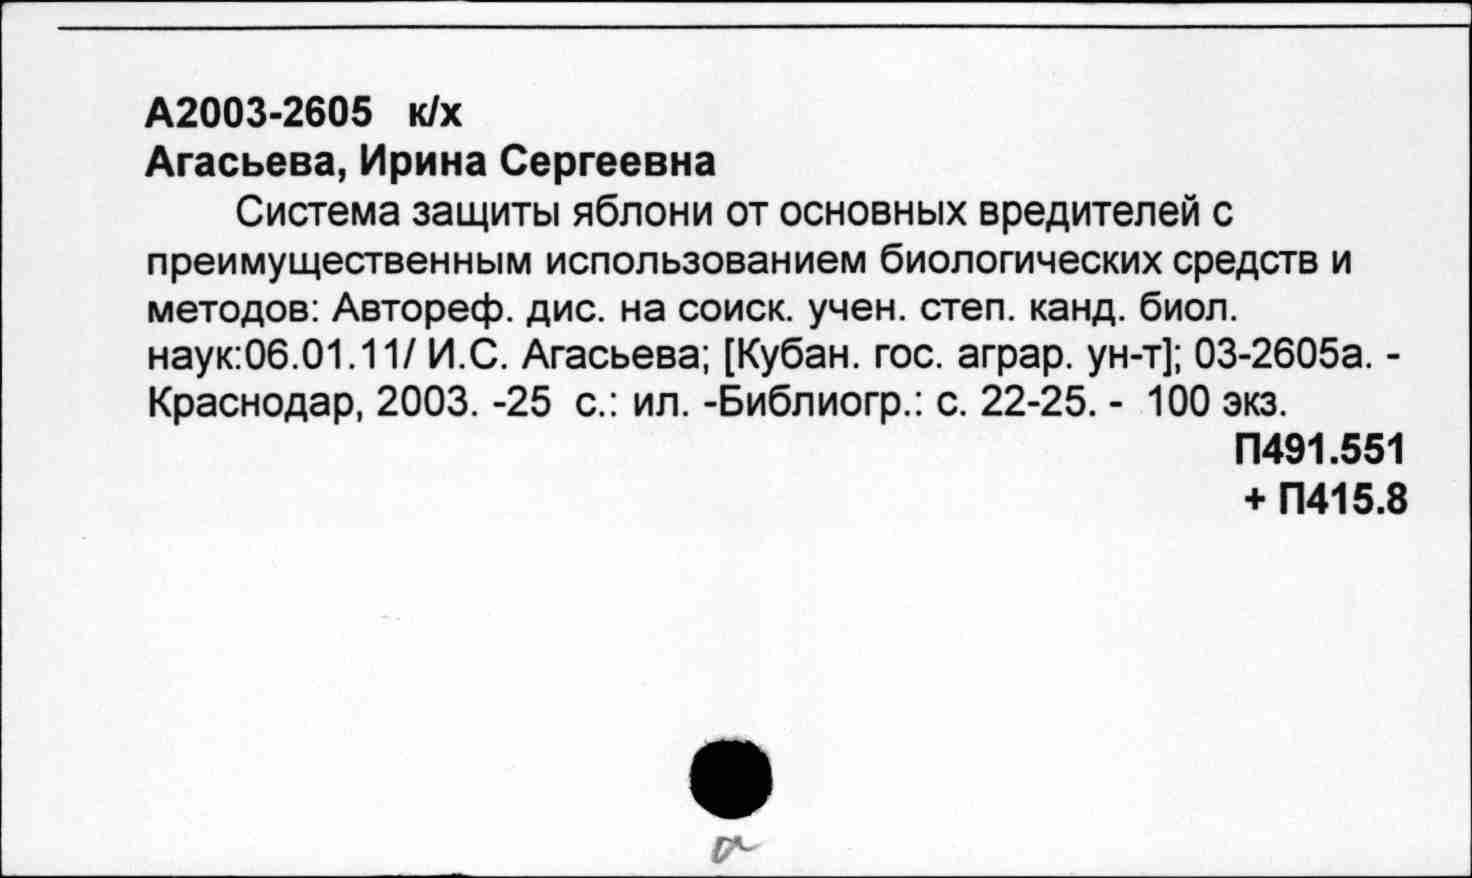 А2003-2605 к/х
Агасьева, Ирина Сергеевна
Система защиты яблони от основных вредителей с
преимущественным использованием биологических средств и
методов: Автореф. дис. на соиск. учен. степ. канд. биол.
наук:06.01.11/ И.С. Агасьева; [Кубан. гос. аграр. ун-т]; 03-2605а. -
Краснодар, 2003. -25 с.: ил. -Библиогр.: с. 22-25. - 100 экз.
П491.551
+ П415.8